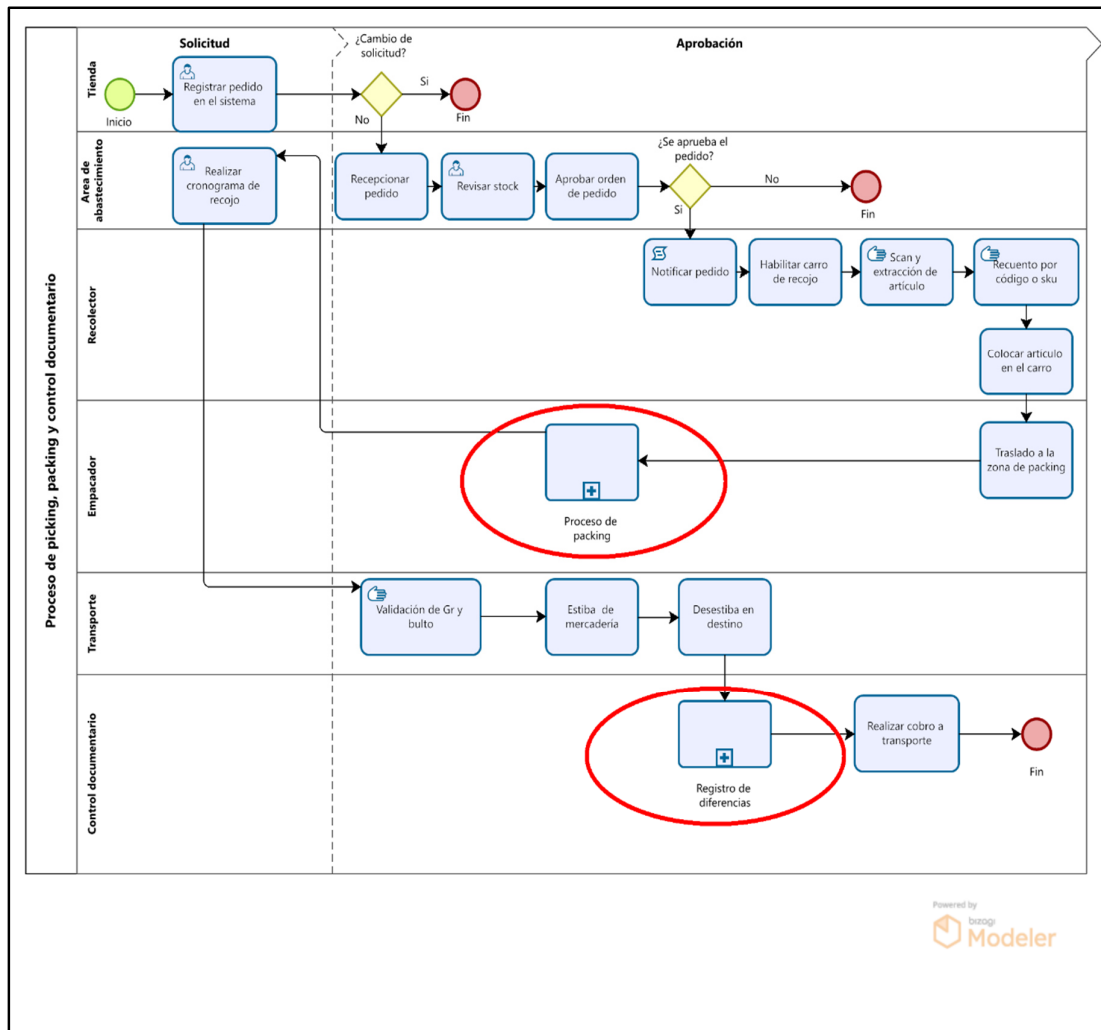 Proceso de picking, packing y control documentario
Solicitud
Aprobación
Tienda
Inicio
Registrar pedido
en el sistema
¿Cambio de
solicitud?
Si
Fin
No
Area de
abastecimiento
Realizar
cronograma de
recojo
Recepcionar
pedido
Revisar stock
Aprobar orden
de pedido
¿Se aprueba el
pedido?
No
Fin
Si
Recolector
Notificar pedido
Habilitar carro
de recojo
Scan y
extracción de
artículo
Recuento por
código o sku
Colocar artículo
en el carro
Empacador
Traslado a la
zona de packing
Proceso de
packing
Transporte
Validación de Gr y
bulto
Estiba de
mercadería
Desestiba en
destino
Control documentario
Registro de
diferencias
Realizar cobro a
transporte
Fin
Powered by
bizagi
Modeler